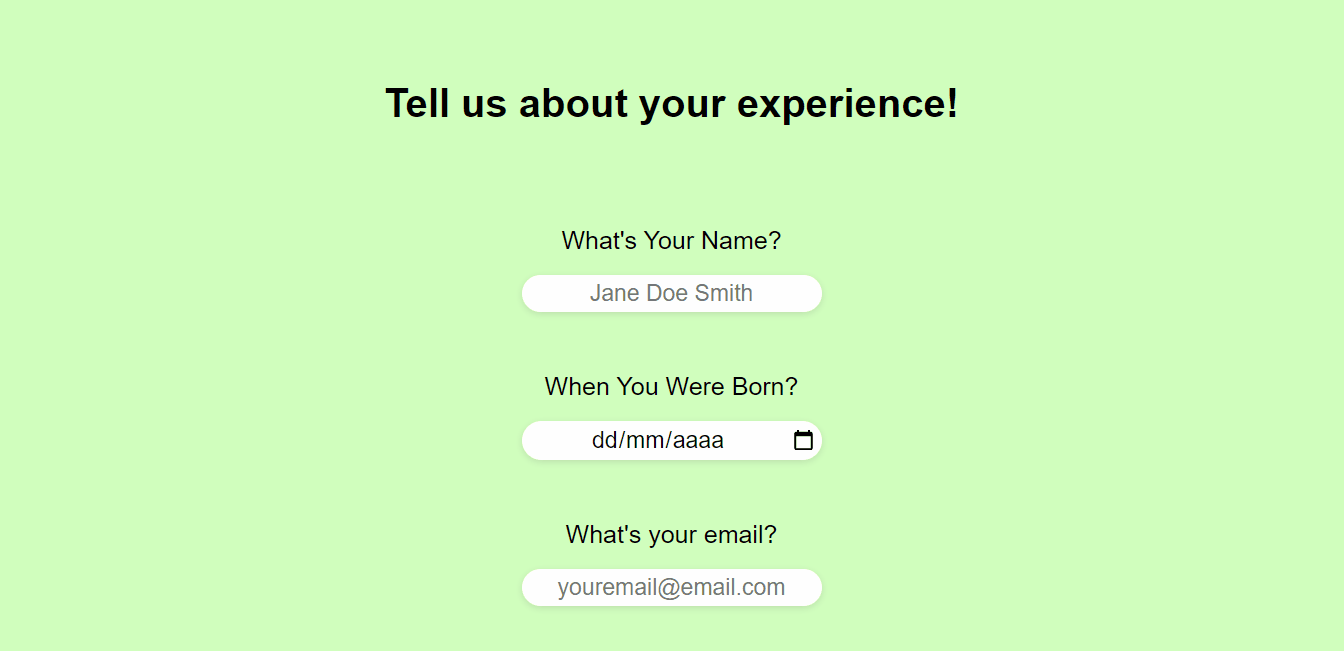 Tell us about your experience!
What's Your Name?
Jane Doe Smith
When You Were Born?
dd/mm/aaaa
What's your email?
youremail@email.com